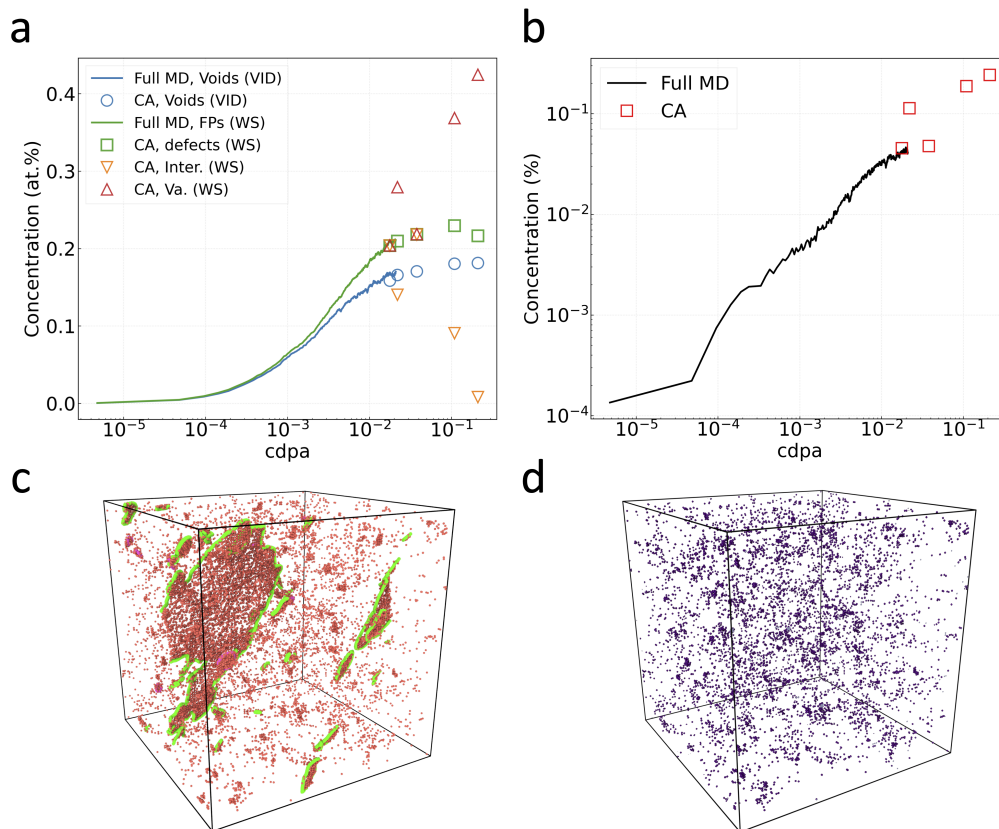 a
Concentration (at.%)
0.4
0.3
0.2
0.1
0.0
Full MD, Voids (VID)
CA, Voids (VID)
Full MD, FPs (WS)
CA, defects (WS)
CA, Inter. (WS)
CA, Va. (WS)
10⁻⁵ 10⁻⁴ 10⁻³ 10⁻² 10⁻¹
cdpa
b
Concentration (%)
10⁻¹
10⁻²
10⁻³
10⁻⁴
Full MD
CA
10⁻⁵ 10⁻⁴ 10⁻³ 10⁻² 10⁻¹
cdpa
c
d